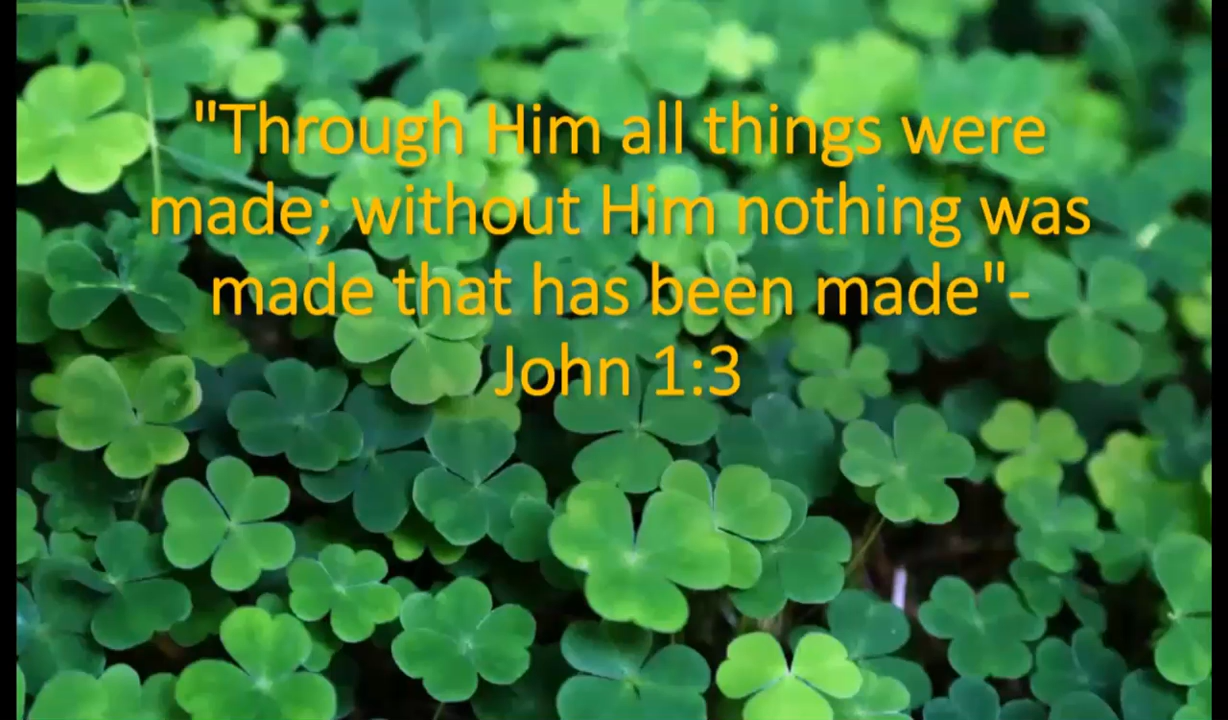 "Through Him all things were
made; without Him nothing was
made that has been made"-
John 1:3